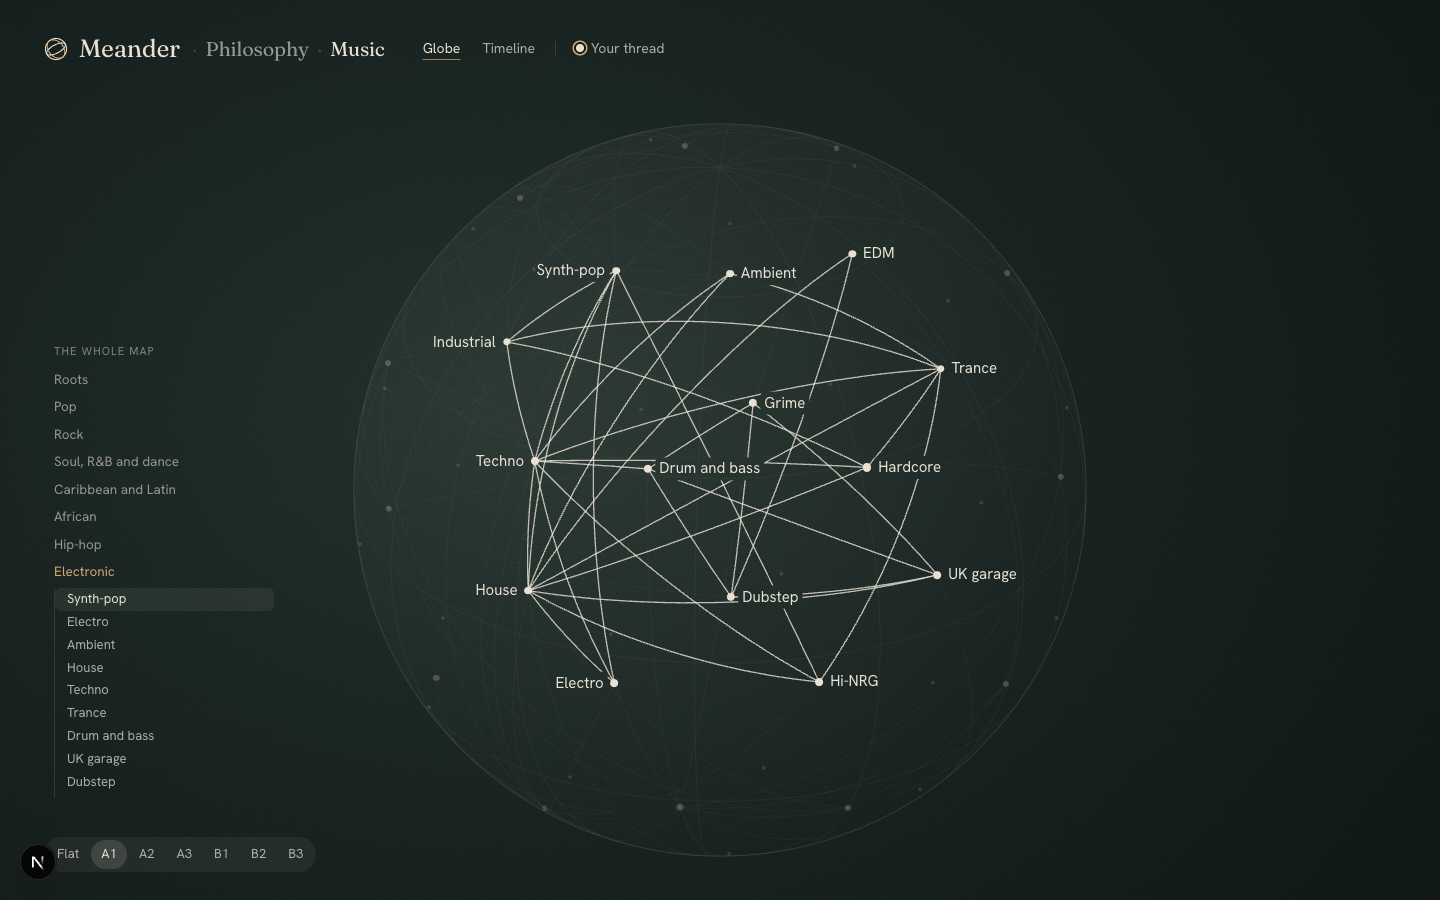 Meander · Philosophy · Music
Globe
Timeline
Your thread
EDM
Synth-pop
Ambient
Industrial
Trance
Grime
Techno
Drum and bass
Hardcore
House
UK garage
Dubstep
Electro
Hi-NRG
THE WHOLE MAP
Roots
Pop
Rock
Soul, R&B and dance
Caribbean and Latin
African
Hip-hop
Electronic
Synth-pop
Electro
Ambient
House
Techno
Trance
Drum and bass
UK garage
Dubstep
N
Flat
A1
A2
A3
B1
B2
B3